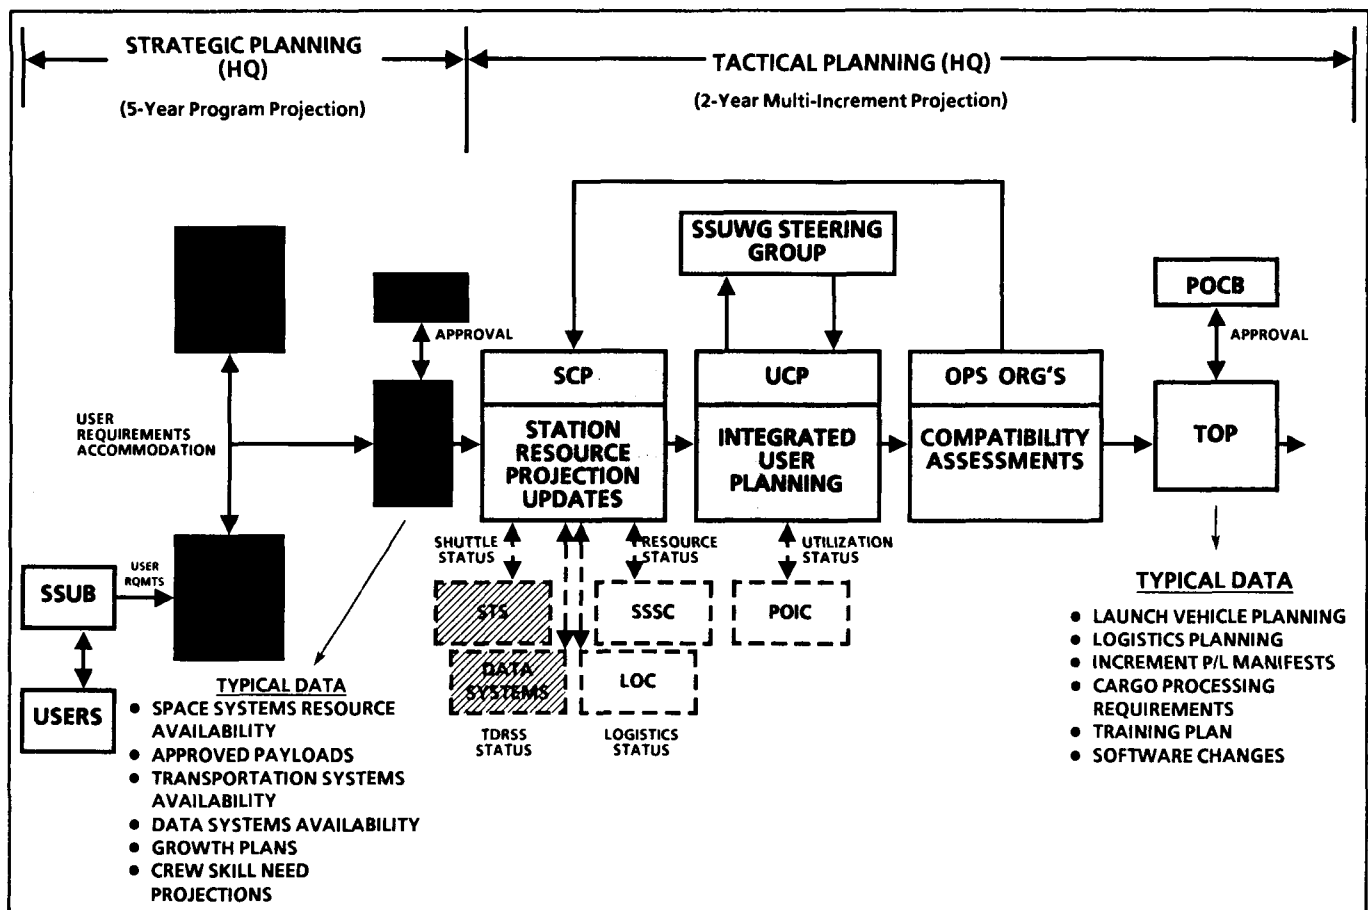 STRATEGIC PLANNING
(HQ)
(5-Year Program Projection)
TACTICAL PLANNING (HQ)
(2-Year Multi-Increment Projection)
SSUWG STEERING
GROUP
POCB
APPROVAL
APPROVAL
SCP
UCP
OPS ORG'S
USER
REQUIREMENTS
ACCOMMODATION
STATION
RESOURCE
PROJECTION
UPDATES
INTEGRATED
USER
PLANNING
COMPATIBILITY
ASSESSMENTS
TOP
SHUTTLE
STATUS
RESOURCE
STATUS
UTILIZATION
STATUS
SSUB
USER
RQMTS
STS
SSSC
POIC
DATA
SYSTEMS
LOC
USERS
TDRSS
STATUS
LOGISTICS
STATUS
TYPICAL DATA
● SPACE SYSTEMS RESOURCE
AVAILABILITY
● APPROVED PAYLOADS
● TRANSPORTATION SYSTEMS
AVAILABILITY
● DATA SYSTEMS AVAILABILITY
● GROWTH PLANS
● CREW SKILL NEED
PROJECTIONS
TYPICAL DATA
● LAUNCH VEHICLE PLANNING
● LOGISTICS PLANNING
● INCREMENT P/L MANIFESTS
● CARGO PROCESSING
REQUIREMENTS
● TRAINING PLAN
● SOFTWARE CHANGES